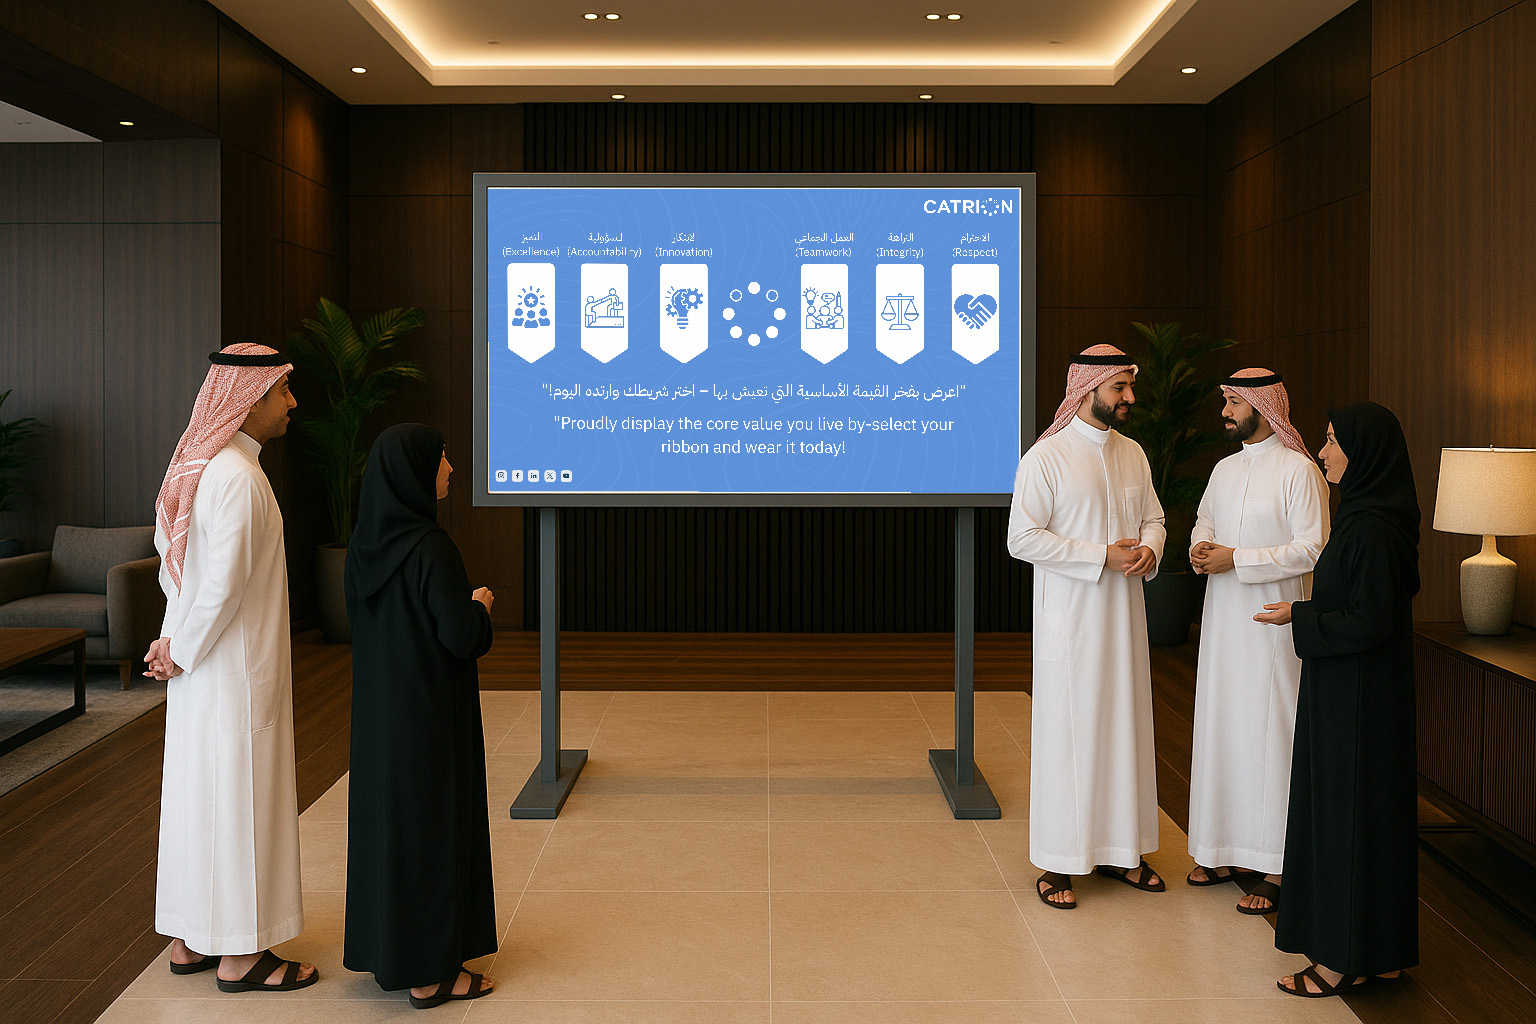 CATRION
التميز
(Excellence)
لمسؤولية
(Accountability)
لابتكار
(Innovation)
العمل الجماعي
(Teamwork)
النزاهة
(Integrity)
الاحترام
(Respect)
"اعرض بفخر القيمة الأساسية التي تعيش بها – اختر شريطك وارتده اليوم!"
"Proudly display the core value you live by-select your
ribbon and wear it today!